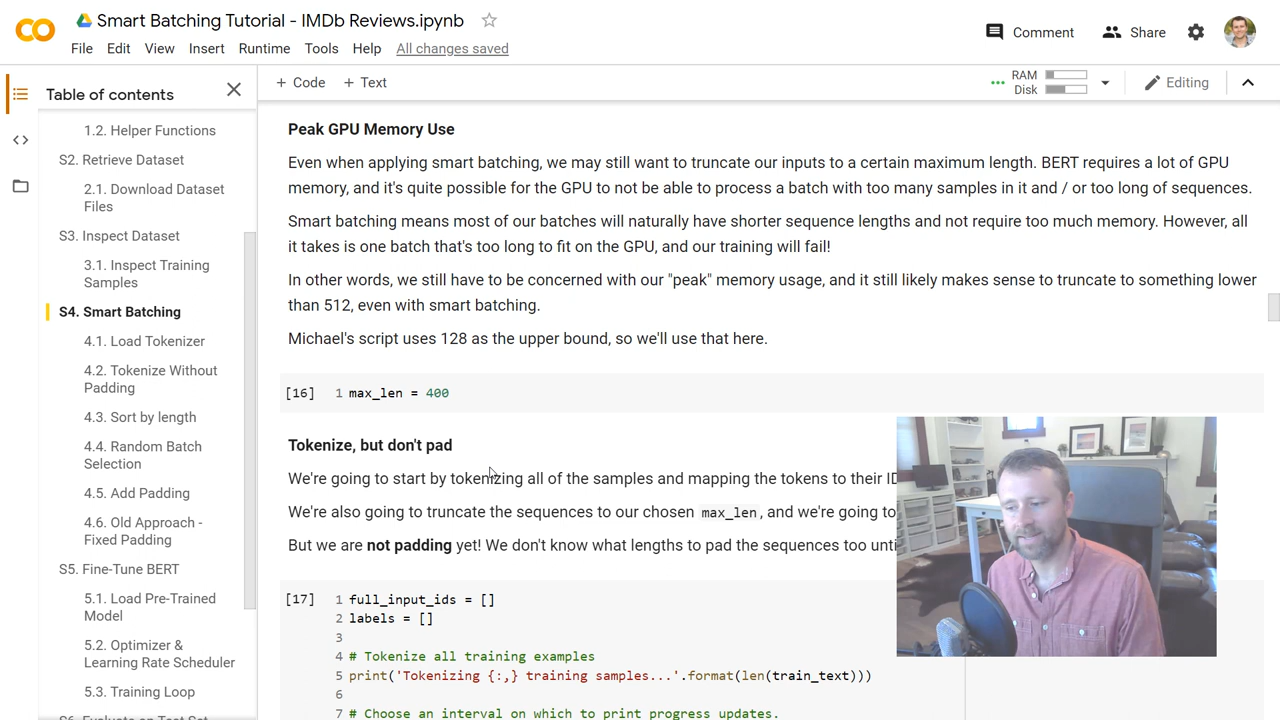 Smart Batching Tutorial - IMDb Reviews.ipynb
File Edit View Insert Runtime Tools Help All changes saved
Comment Share
Table of contents
1.2. Helper Functions
S2. Retrieve Dataset
2.1. Download Dataset
Files
S3. Inspect Dataset
3.1. Inspect Training
Samples
S4. Smart Batching
4.1. Load Tokenizer
4.2. Tokenize Without
Padding
4.3. Sort by length
4.4. Random Batch
Selection
4.5. Add Padding
4.6. Old Approach -
Fixed Padding
S5. Fine-Tune BERT
5.1. Load Pre-Trained
Model
5.2. Optimizer &
Learning Rate Scheduler
5.3. Training Loop
S6. Evaluate on Test Set
+ Code + Text
RAM
Disk
Editing
Peak GPU Memory Use
Even when applying smart batching, we may still want to truncate our inputs to a certain maximum length. BERT requires a lot of GPU
memory, and it's quite possible for the GPU to not be able to process a batch with too many samples in it and / or too long of sequences.
Smart batching means most of our batches will naturally have shorter sequence lengths and not require too much memory. However, all
it takes is one batch that's too long to fit on the GPU, and our training will fail!
In other words, we still have to be concerned with our "peak" memory usage, and it still likely makes sense to truncate to something lower
than 512, even with smart batching.
Michael's script uses 128 as the upper bound, so we'll use that here.
[16] 1 max_len = 400
Tokenize, but don't pad
We're going to start by tokenizing all of the samples and mapping the tokens to their ID
We're also going to truncate the sequences to our chosen max_len, and we're going to
But we are not padding yet! We don't know what lengths to pad the sequences too unti
[17] 1 full_input_ids = []
2 labels = []
3
4 # Tokenize all training examples
5 print('Tokenizing {:,} training samples...'.format(len(train_text)))
6
7 # Choose an interval on which to print progress updates.